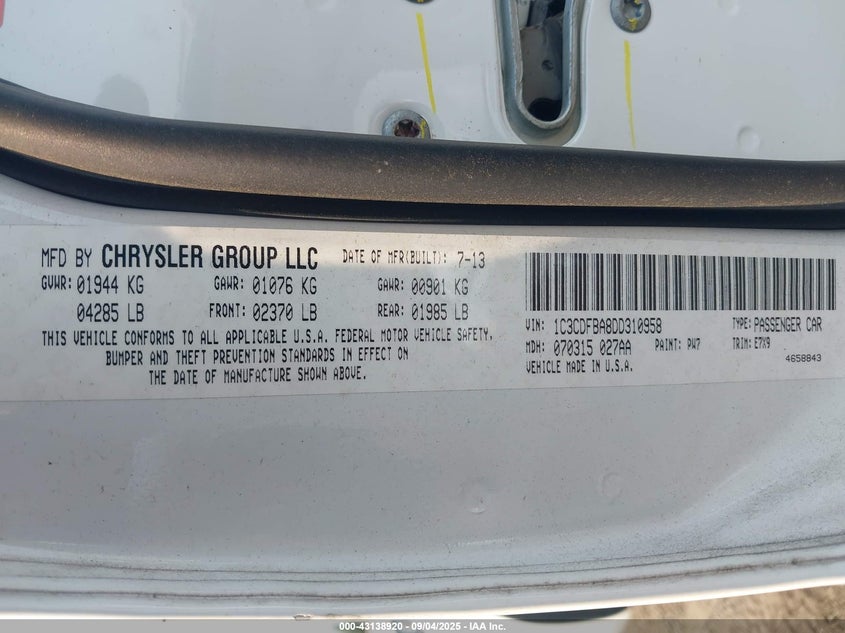 MFD BY CHRYSLER GROUP LLC DATE OF MFR(BUILT): 7-13
GVWR: 01944 KG GAWR: 01076 KG GAWR: 00901 KG
04285 LB FRONT: 02370 LB REAR: 01985 LB
THIS VEHICLE CONFORMS TO ALL APPLICABLE U.S.A. FEDERAL MOTOR VEHICLE SAFETY,
BUMPER AND THEFT PREVENTION STANDARDS IN EFFECT ON
THE DATE OF MANUFACTURE SHOWN ABOVE.
VIN: 1C3CDFBA8DD310958 TYPE: PASSENGER CAR
MDH: 070315 027AA PAINT: PW7 TRIM: E7X9
VEHICLE MADE IN U.S.A. 4658843
000-43138920 - 09/04/2025 - IAA Inc.